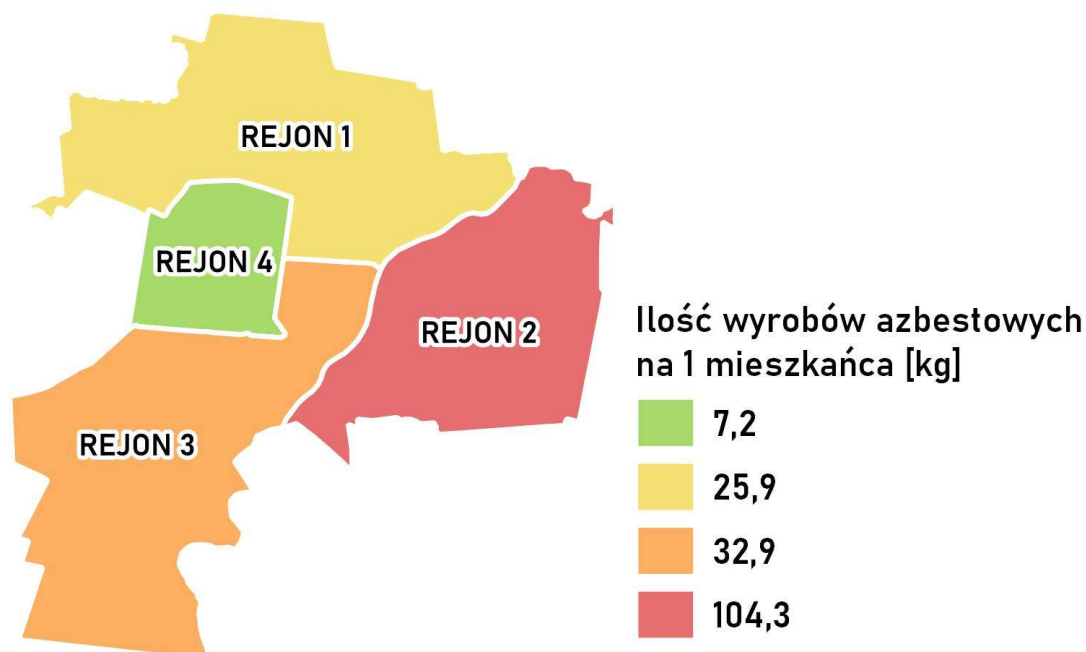 REJON 1
REJON 4
REJON 2
REJON 3
Ilość wyrobów azbestowych
na 1 mieszkańca [kg]
7,2
25,9
32,9
104,3